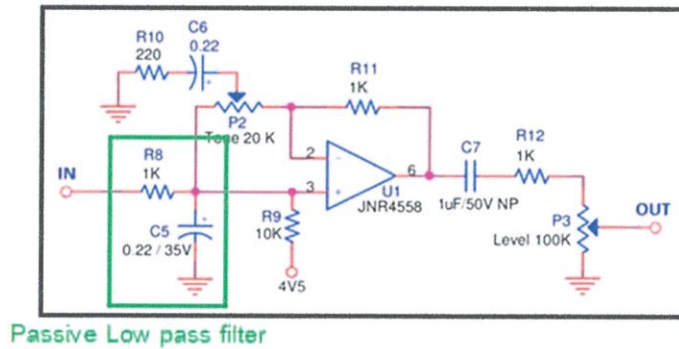 C6
0.22
R10
220
R11
1K
P2
Tone 20 K
IN
R8
1K
2
-
6
3
+
U1
JNR4558
C7
1uF/50V NP
R12
1K
OUT
P3
Level 100K
C5
0.22 / 35V
R9
10K
4V5
Passive Low pass filter